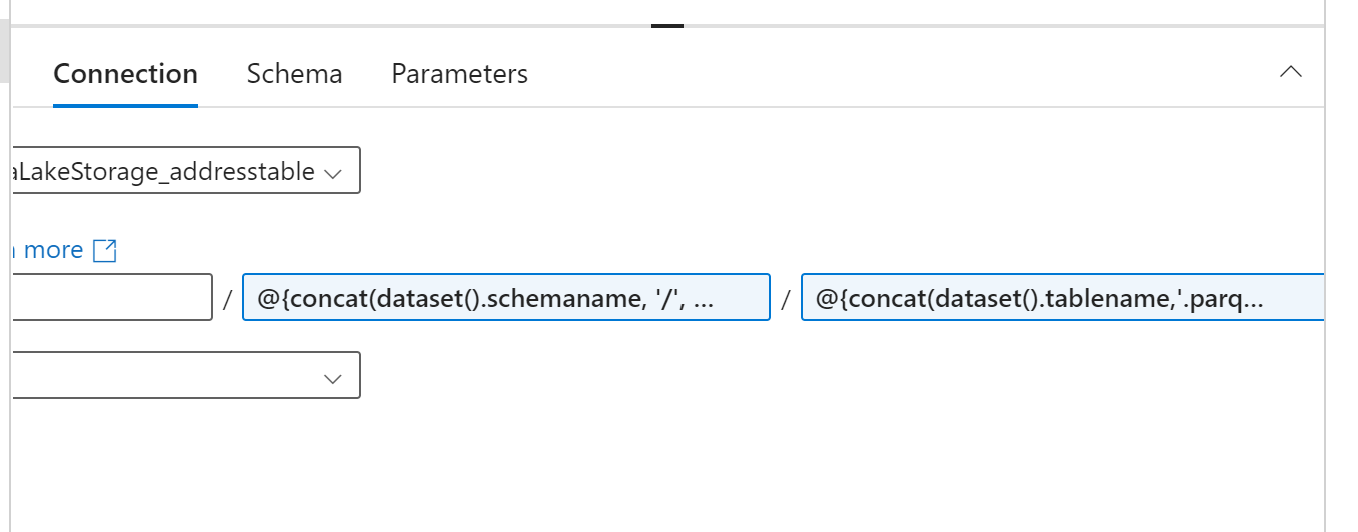 Connection Schema Parameters
aLakeStorage_addresstable
more
/ @{concat(dataset().schemaname, '/', ... / @{concat(dataset().tablename,'.parq...